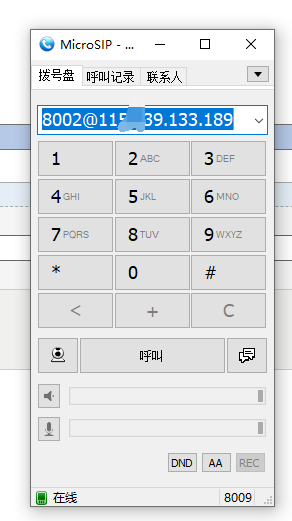 MicroSIP - ...
拨号盘 呼叫记录 联系人
8002@115 39.133.189
1 2 ABC 3 DEF
4 GHI 5 JKL 6 MNO
7 PQRS 8 TUV 9 WXYZ
* 0 #
< + C
呼叫
DND AA REC
在线 8009